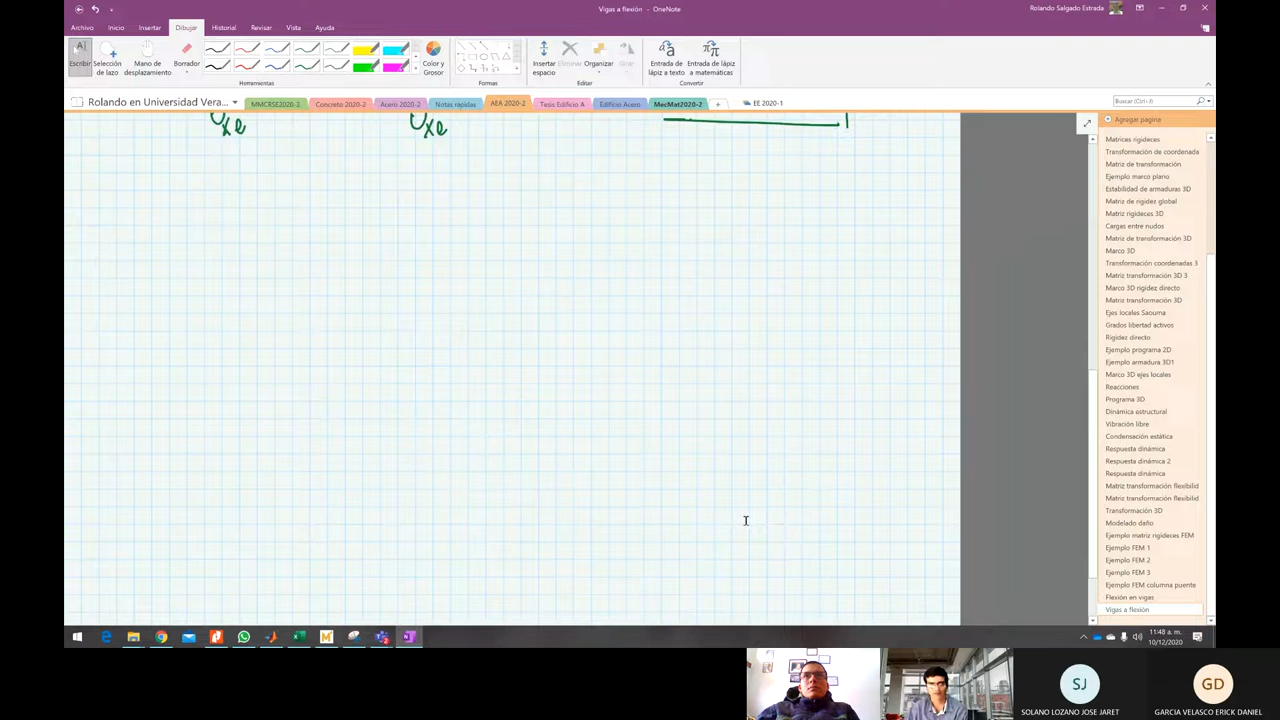 Vigas a flexión - OneNote
Rolando Salgado Estrada
Archivo Inicio Insertar Dibujar Historial Revisar Vista Ayuda
Escribir
Selección de lazo
Mano de desplazamiento
Borrador
Color y Grosor
Insertar espacio
Eliminar
Organizar
Girar
Entrada de lápiz a texto
Entrada de lápiz a matemáticas
Herramientas
Formas
Editar
Convertir
Rolando en Universidad Vera...
MMCRSE2020-2
Concreto 2020-2
Acero 2020-2
Notas rápidas
AEA 2020-2
Tesis Edificio A
Edificio Acero
MecMat2020-2
+
EE 2020-1
Buscar (Ctrl+E)
Agregar página
Matrices rigideces
Transformación de coordenada
Matriz de transformación
Ejemplo marco plano
Estabilidad de armaduras 3D
Matriz de rigidez global
Matriz rigideces 3D
Cargas entre nudos
Matriz de transformación 3D
Marco 3D
Transformación coordenadas 3
Matriz transformación 3D 3
Marco 3D rigidez directo
Matriz transformación 3D
Ejes locales Saouma
Grados libertad activos
Rigidez directo
Ejemplo programa 2D
Ejemplo armadura 3D1
Marco 3D ejes locales
Reacciones
Programa 3D
Dinámica estructural
Vibración libre
Condensación estática
Respuesta dinámica
Respuesta dinámica 2
Respuesta dinámica
Matriz transformación flexibilid
Matriz transformación flexibilid
Transformación 3D
Modelado daño
Ejemplo matriz rigideces FEM
Ejemplo FEM 1
Ejemplo FEM 2
Ejemplo FEM 3
Ejemplo FEM columna puente
Flexión en vigas
Vigas a flexión
xe
xe
11:48 a. m.
10/12/2020
SJ
SOLANO LOZANO JOSE JARET
GD
GARCIA VELASCO ERICK DANIEL